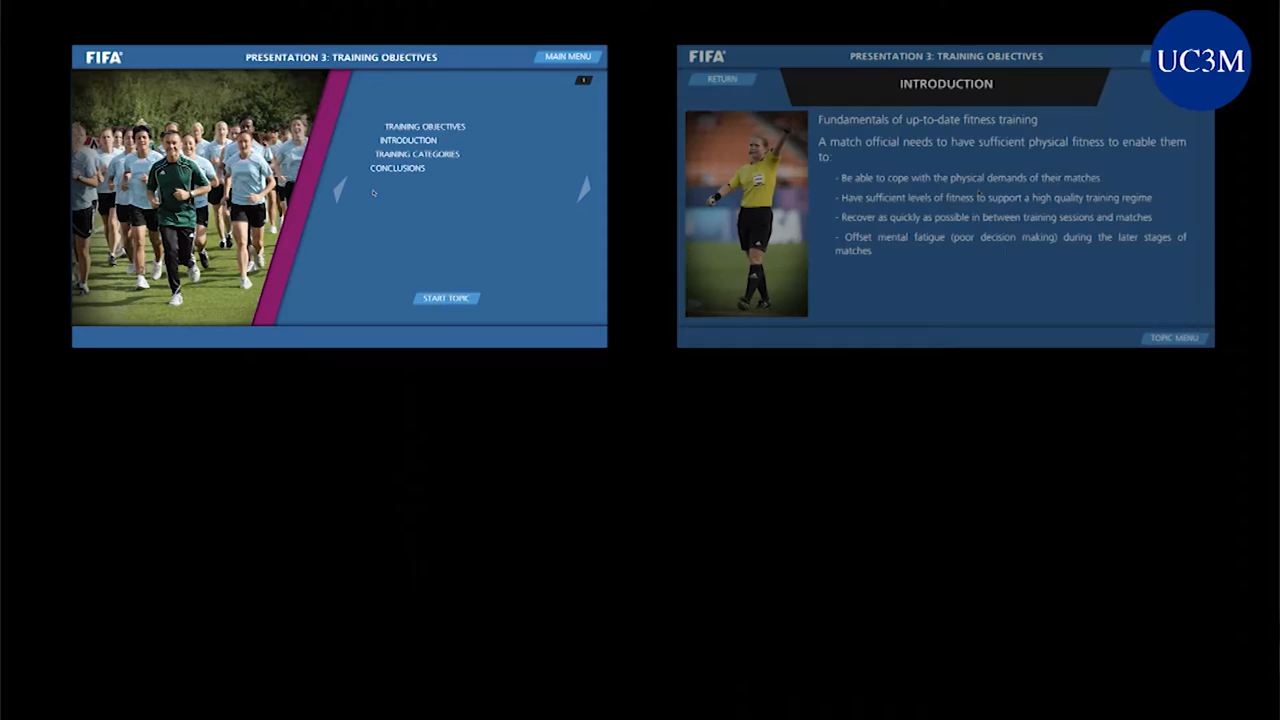 FIFA®
PRESENTATION 3: TRAINING OBJECTIVES
MAIN MENU
1
TRAINING OBJECTIVES
INTRODUCTION
TRAINING CATEGORIES
CONCLUSIONS
START TOPIC
FIFA®
PRESENTATION 3: TRAINING OBJECTIVES
UC3M
RETURN
INTRODUCTION
Fundamentals of up-to-date fitness training
A match official needs to have sufficient physical fitness to enable them
to:
- Be able to cope with the physical demands of their matches
- Have sufficient levels of fitness to support a high quality training regime
- Recover as quickly as possible in between training sessions and matches
- Offset mental fatigue (poor decision making) during the later stages of
matches
TOPIC MENU